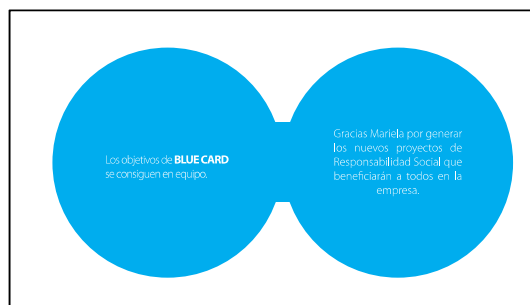 Los objetivos de BLUE CARD
se consiguen en equipo.
Gracias Mariela por generar
los nuevos proyectos de
Responsabilidad Social que
beneficiarán a todos en la
empresa.